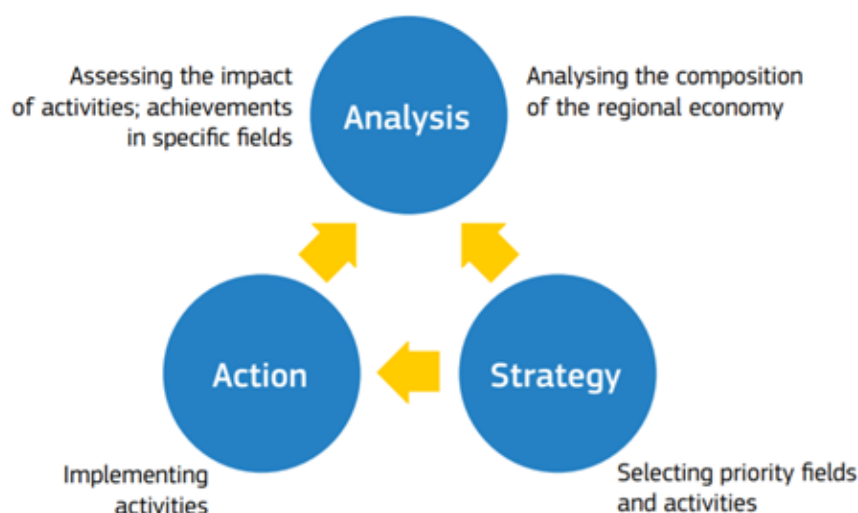 Assessing the impact
of activities; achievements
in specific fields
Analysis
Analysing the composition
of the regional economy
Action
Strategy
Implementing
activities
Selecting priority fields
and activities